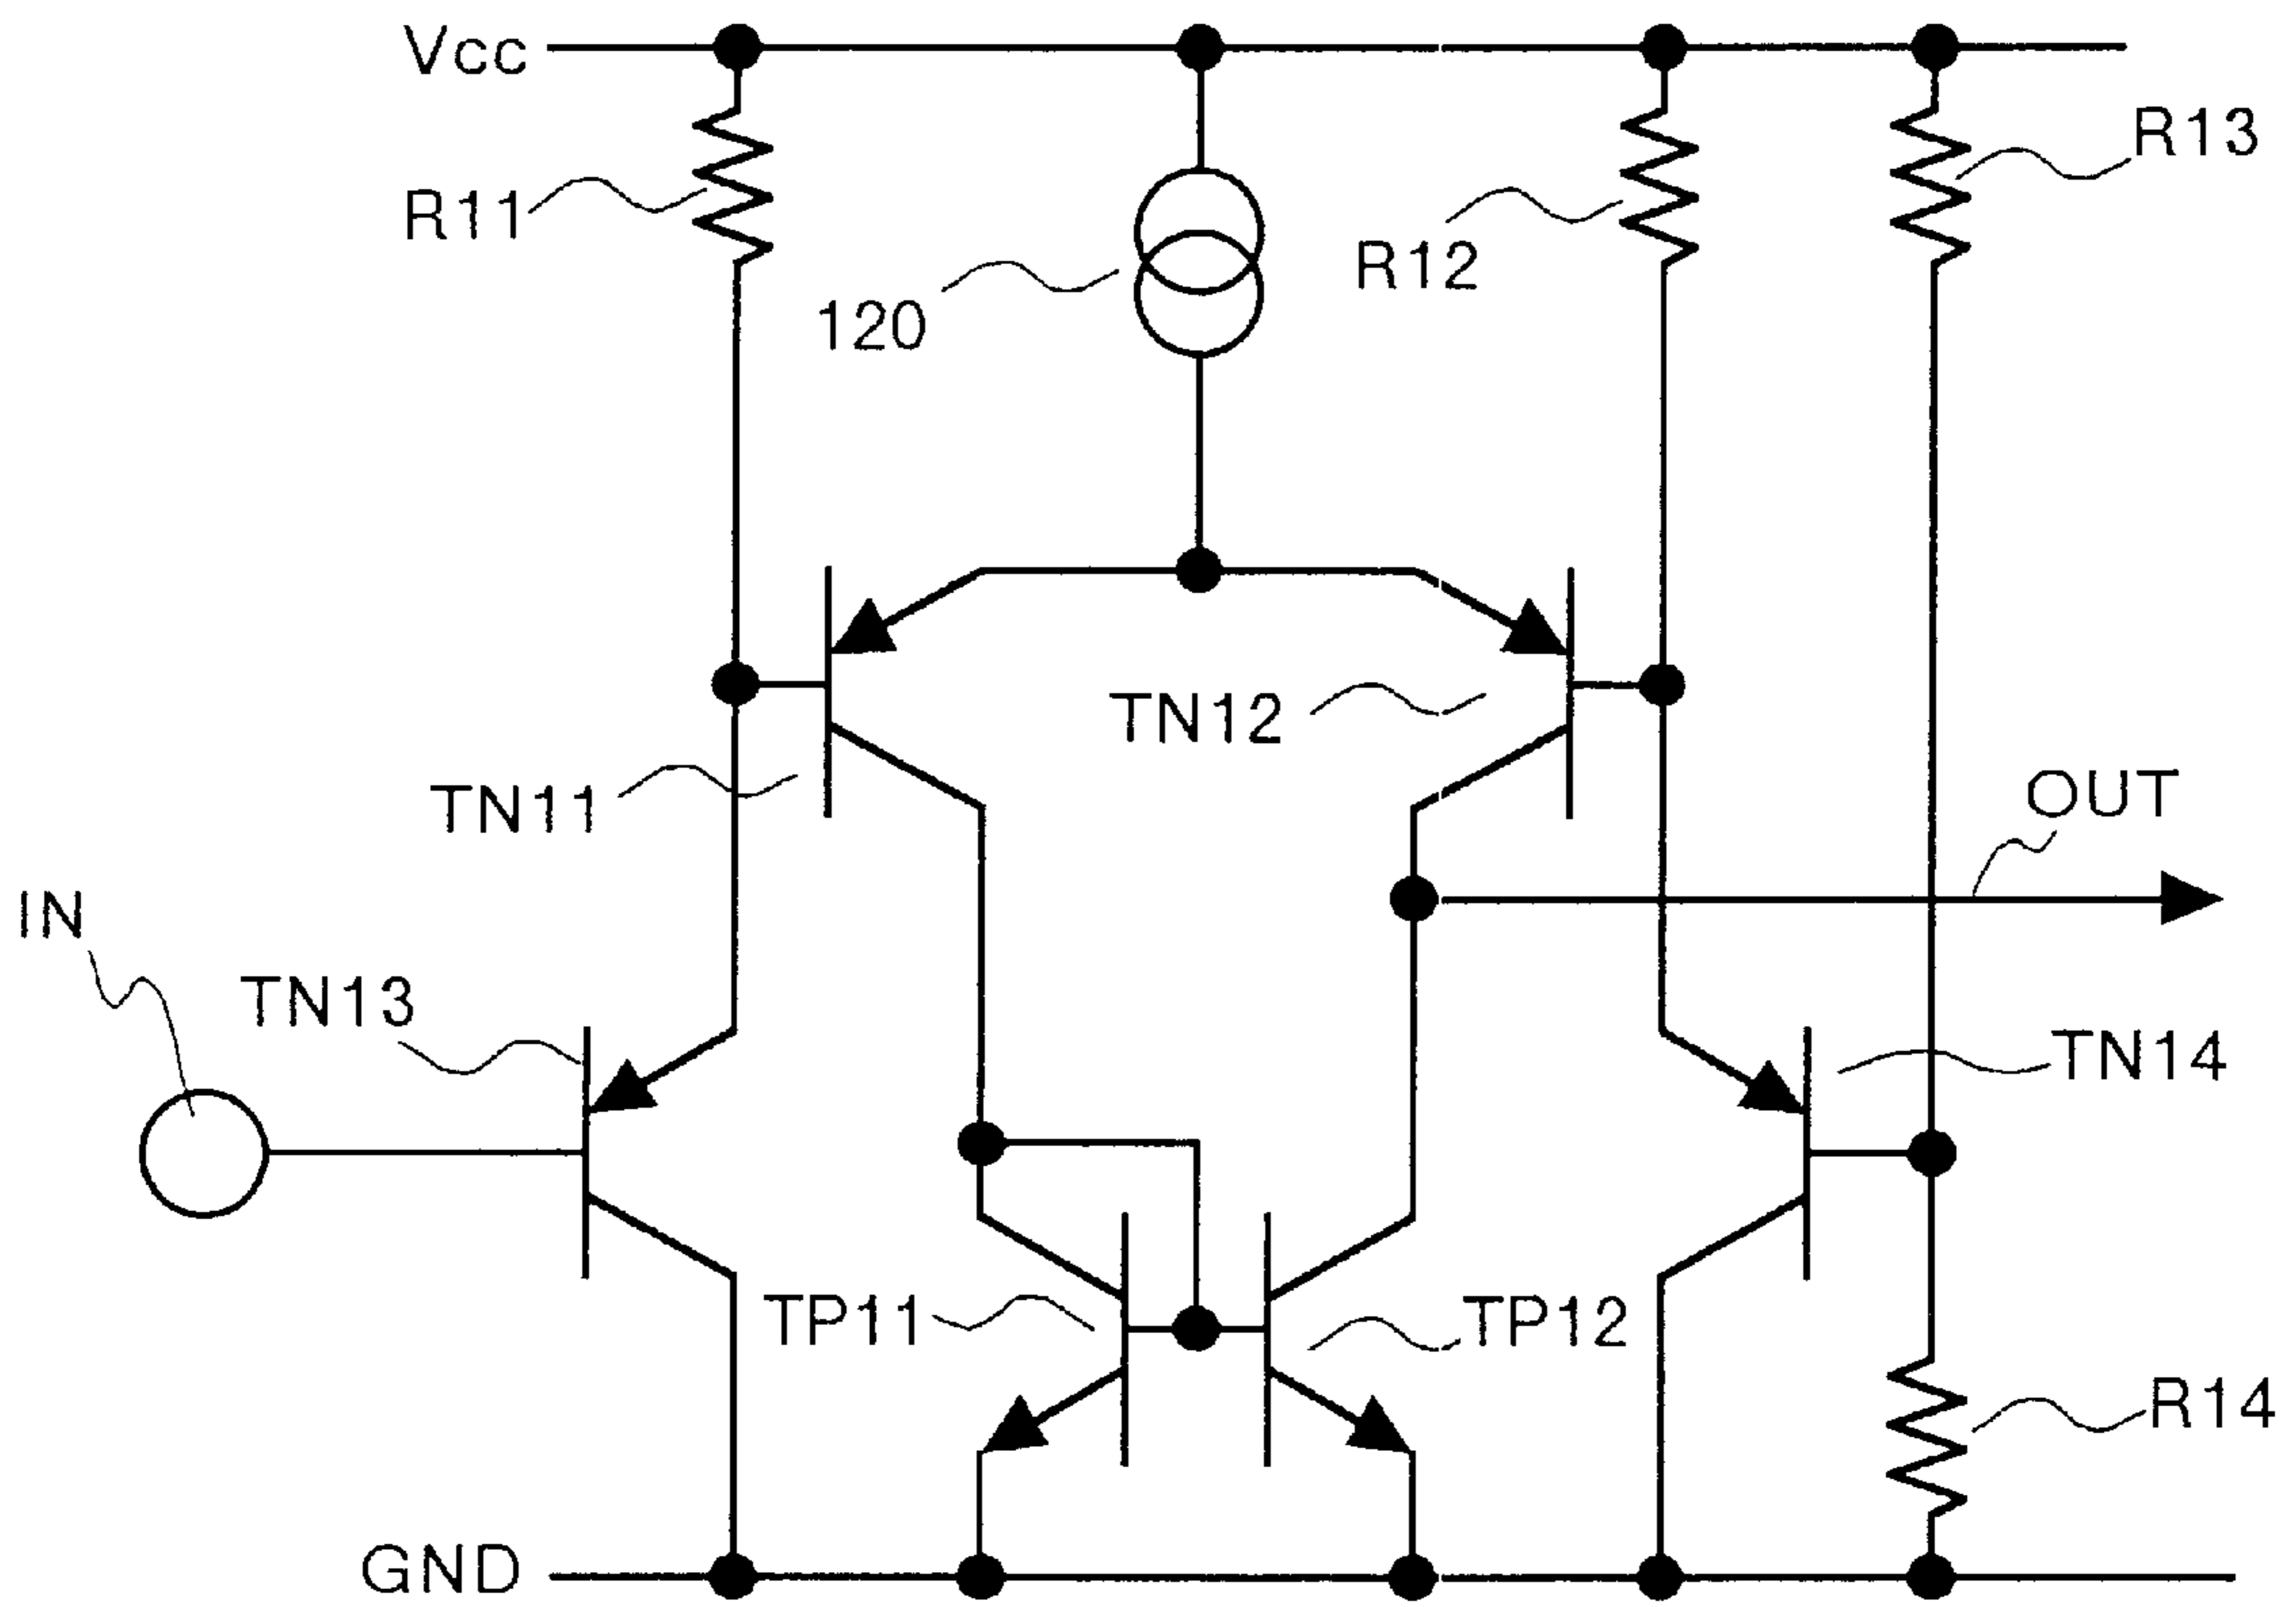 Vcc
R13
R11
R12
120
TN12
OUT
TN11
IN
TN13
TN14
TP11
TP12
R14
GND